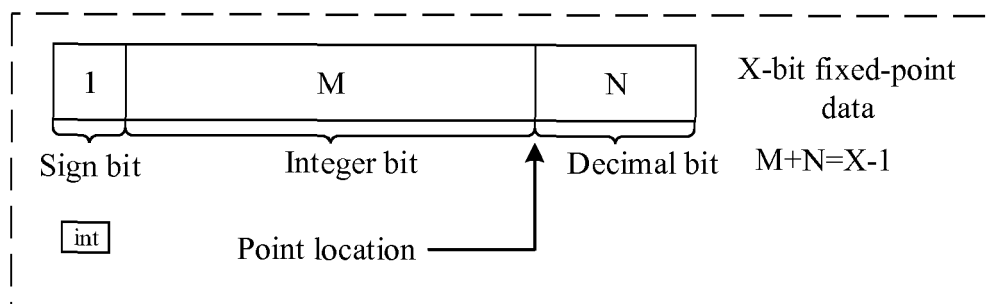 1
M
N
X-bit fixed-point
data
Sign bit
Integer bit
Decimal bit
M+N=X-1
int
Point location